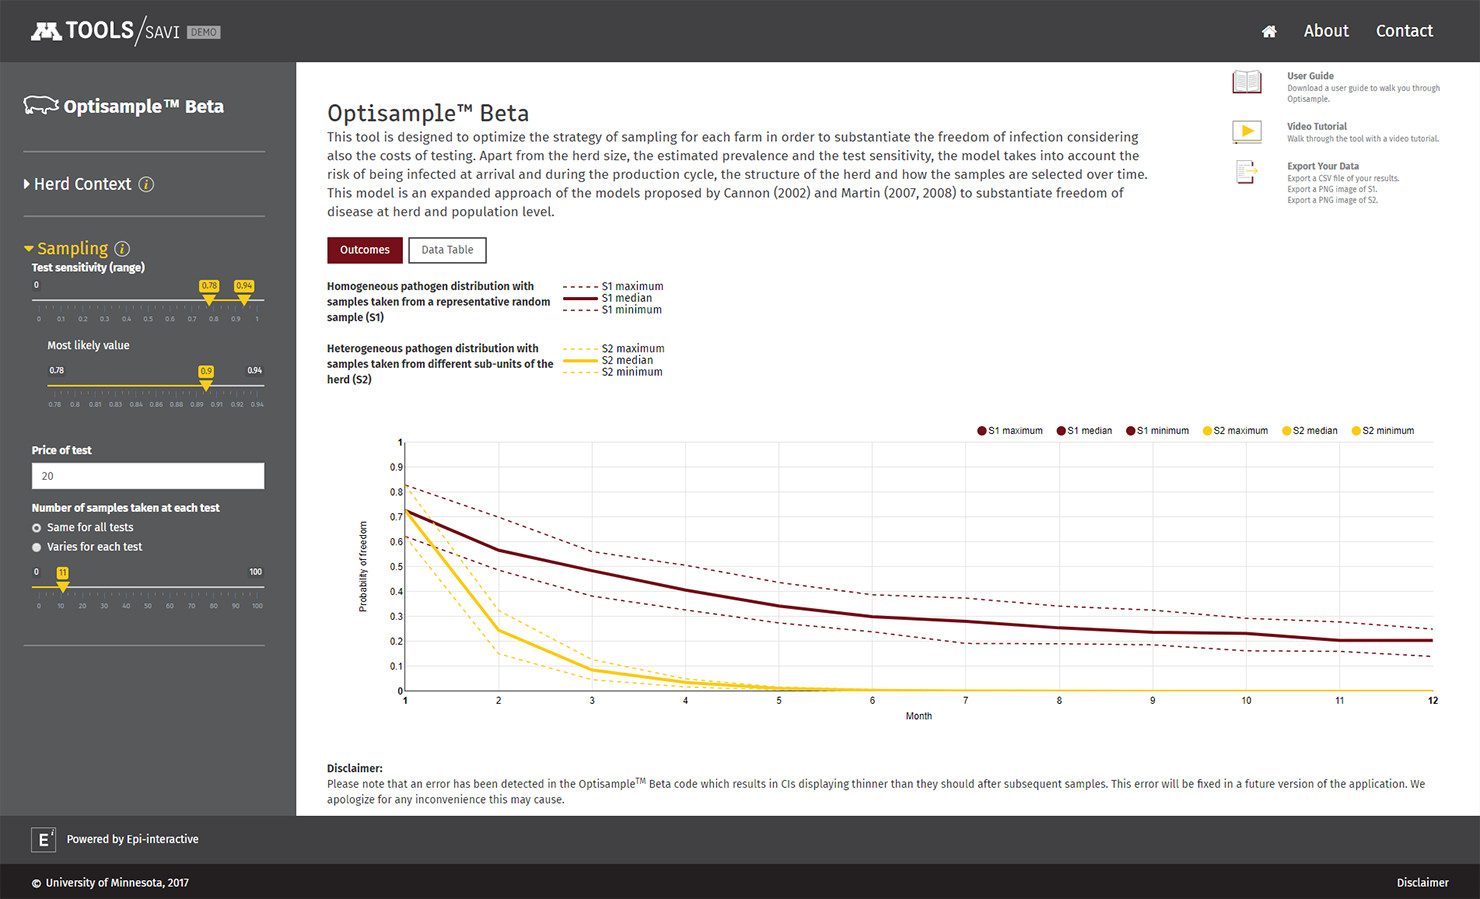 TOOLS/SAVI DEMO
About
Contact
Optisample™ Beta
Herd Context i
Sampling i
Test sensitivity (range)
0 0.78 0.94
0 0.1 0.2 0.3 0.4 0.5 0.6 0.7 0.8 0.9 1
Most likely value
0.78 0.9 0.94
0.78 0.8 0.81 0.83 0.84 0.86 0.88 0.89 0.91 0.92 0.94
Price of test
20
Number of samples taken at each test
Same for all tests
Varies for each test
0 11 100
0 10 20 30 40 50 60 70 80 90 100
Optisample™ Beta
This tool is designed to optimize the strategy of sampling for each farm in order to substantiate the freedom of infection considering
also the costs of testing. Apart from the herd size, the estimated prevalence and the test sensitivity, the model takes into account the
risk of being infected at arrival and during the production cycle, the structure of the herd and how the samples are selected over time.
This model is an expanded approach of the models proposed by Cannon (2002) and Martin (2007, 2008) to substantiate freedom of
disease at herd and population level.
User Guide
Download a user guide to walk you through
Optisample.
Video Tutorial
Walk through the tool with a video tutorial.
Export Your Data
Export a CSV file of your results.
Export a PNG image of S1.
Export a PNG image of S2.
Outcomes
Data Table
Homogeneous pathogen distribution with
samples taken from a representative random
sample (S1)
S1 maximum
S1 median
S1 minimum
Heterogeneous pathogen distribution with
samples taken from different sub-units of the
herd (S2)
S2 maximum
S2 median
S2 minimum
S1 maximum S1 median S1 minimum S2 maximum S2 median S2 minimum
Probability of freedom
1
0.9
0.8
0.7
0.6
0.5
0.4
0.3
0.2
0.1
0
1 2 3 4 5 6 7 8 9 10 11 12
Month
Disclaimer:
Please note that an error has been detected in the Optisample™ Beta code which results in CIs displaying thinner than they should after subsequent samples. This error will be fixed in a future version of the application. We
apologize for any inconvenience this may cause.
Ei Powered by Epi-interactive
© University of Minnesota, 2017
Disclaimer